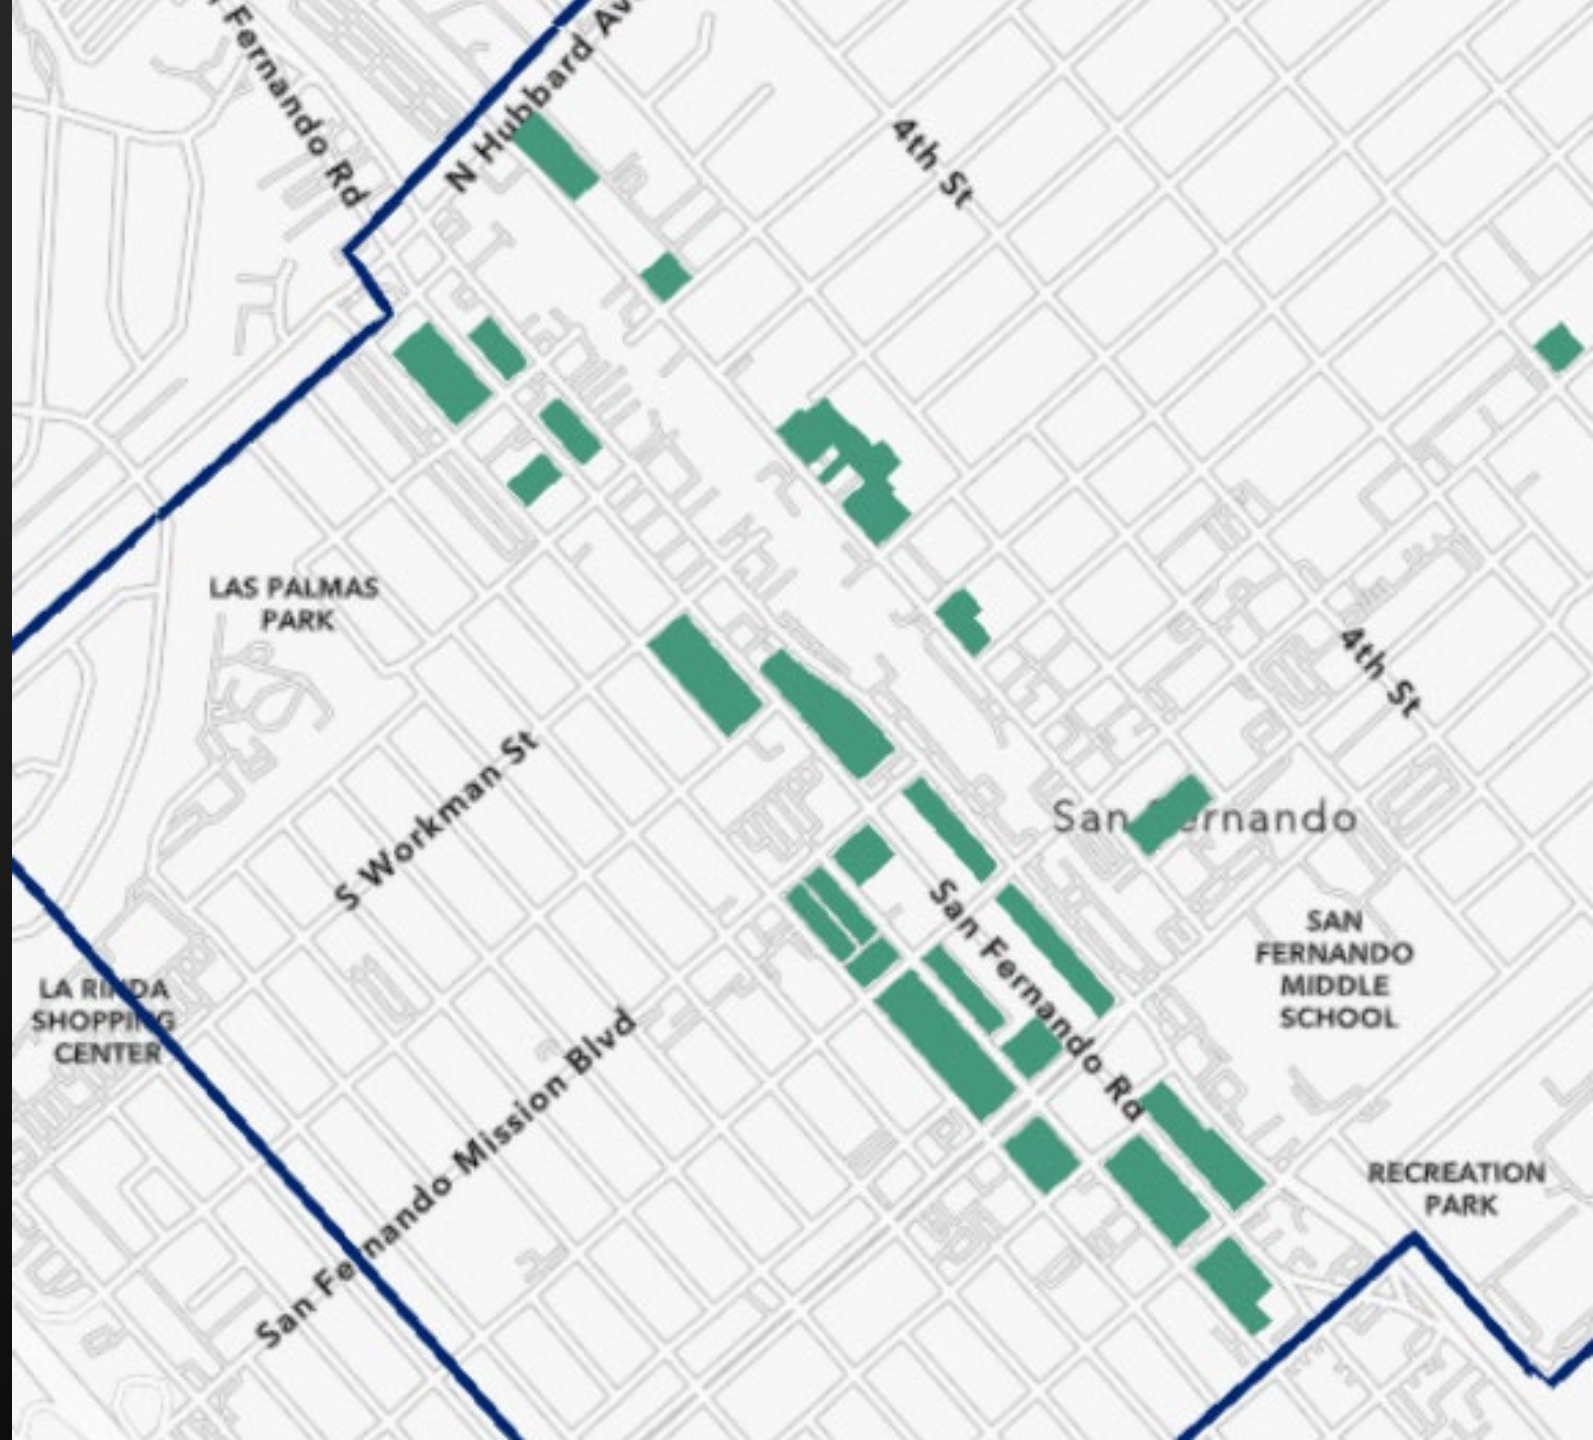 Fernando Rd
N Hubbard Av
4th St
LAS PALMAS
PARK
4th St
S Workman St
San Fernando
San Fernando Rd
SAN
FERNANDO
MIDDLE
SCHOOL
LA RINDA
SHOPPING
CENTER
San Fernando Mission Blvd
RECREATION
PARK